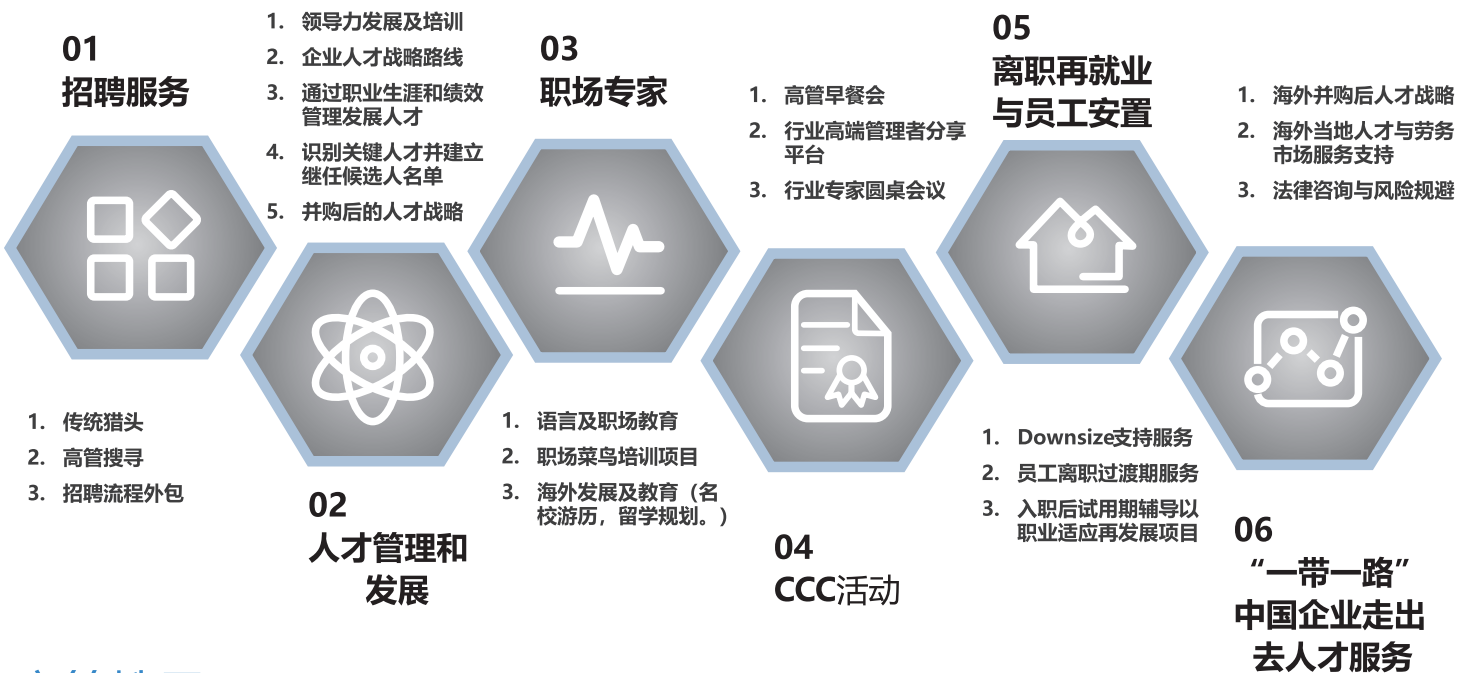 01
招聘服务
1. 传统猎头
2. 高管搜寻
3. 招聘流程外包
02
人才管理和
发展
1. 领导力发展及培训
2. 企业人才战略路线
3. 通过职业生涯和绩效
管理发展人才
4. 识别关键人才并建立
继任候选人名单
5. 并购后的人才战略
03
职场专家
1. 语言及职场教育
2. 职场菜鸟培训项目
3. 海外发展及教育（名
校游历，留学规划。）
04
CCC活动
1. 高管早餐会
2. 行业高端管理者分享
平台
3. 行业专家圆桌会议
05
离职再就业
与员工安置
1. Downsize支持服务
2. 员工离职过渡期服务
3. 入职后试用期辅导以
职业适应再发展项目
06
“一带一路”
中国企业走出
去人才服务
1. 海外并购后人才战略
2. 海外当地人才与劳务
市场服务支持
3. 法律咨询与风险规避